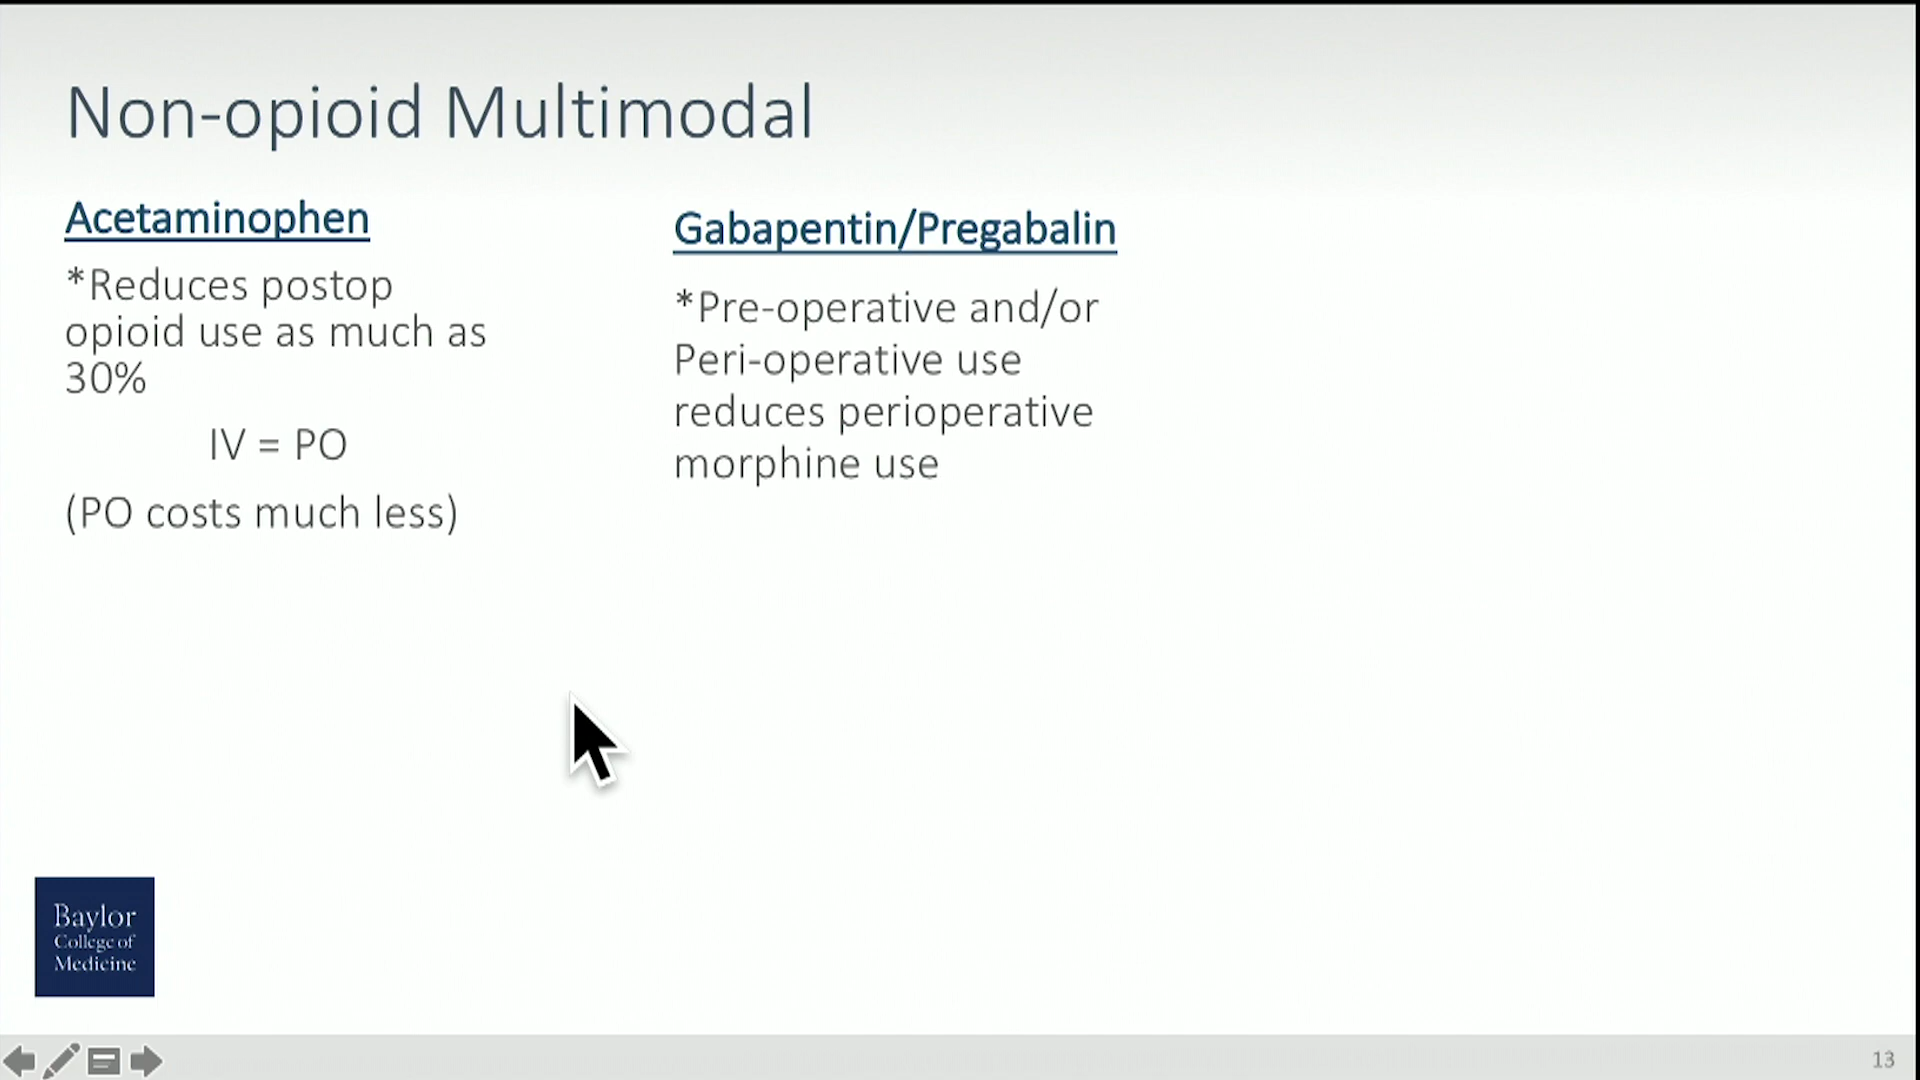 Non-opioid Multimodal
Acetaminophen
*Reduces postop
opioid use as much as
30%
IV = PO
(PO costs much less)
Gabapentin/Pregabalin
*Pre-operative and/or
Peri-operative use
reduces perioperative
morphine use
Baylor
College of
Medicine
13